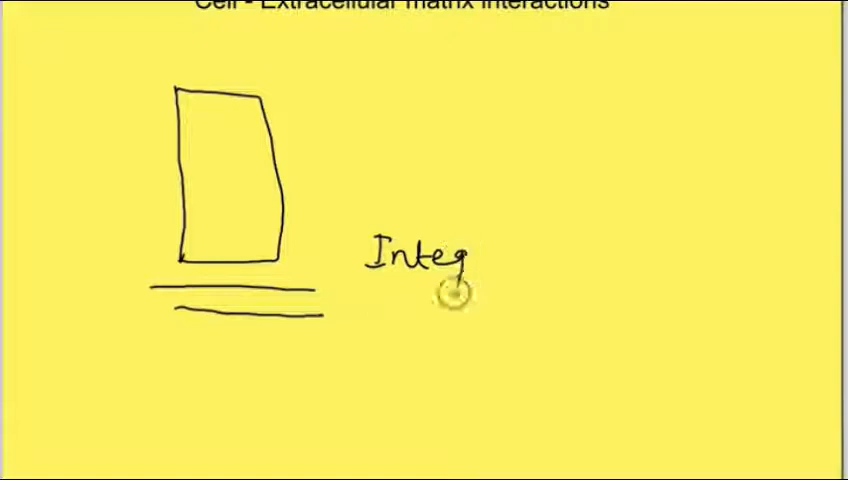 Cell - Extracellular matrix interactions
Integ